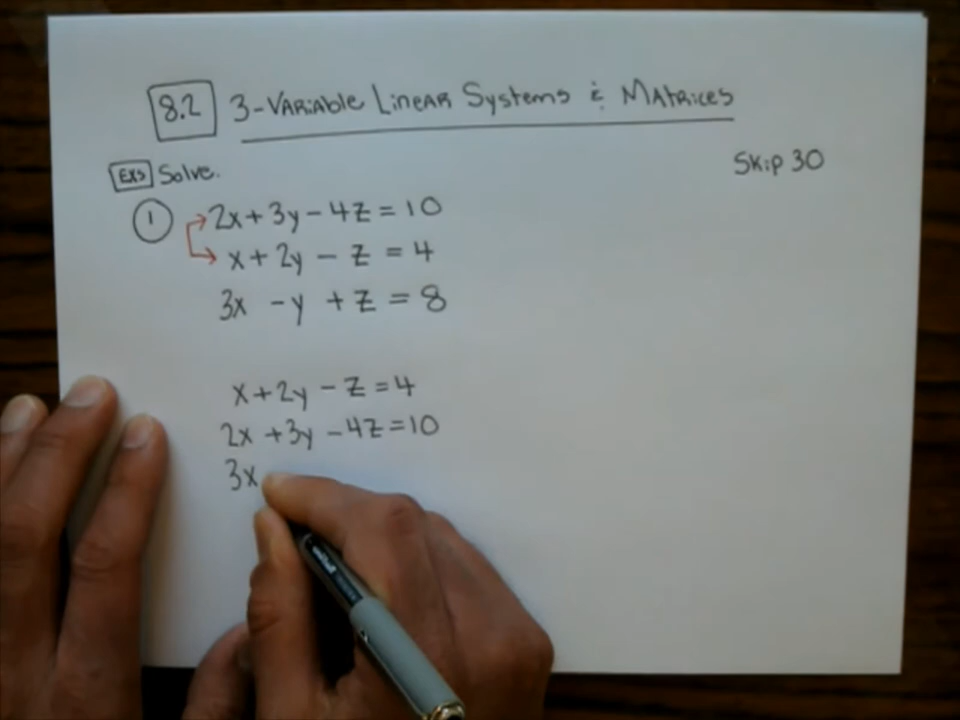 8.2 3-Variable Linear Systems & Matrices
Skip 30
Exs Solve.
1 2x+3y-4z=10
x+2y-z=4
3x-y+z=8
x+2y-z=4
2x+3y-4z=10
3x